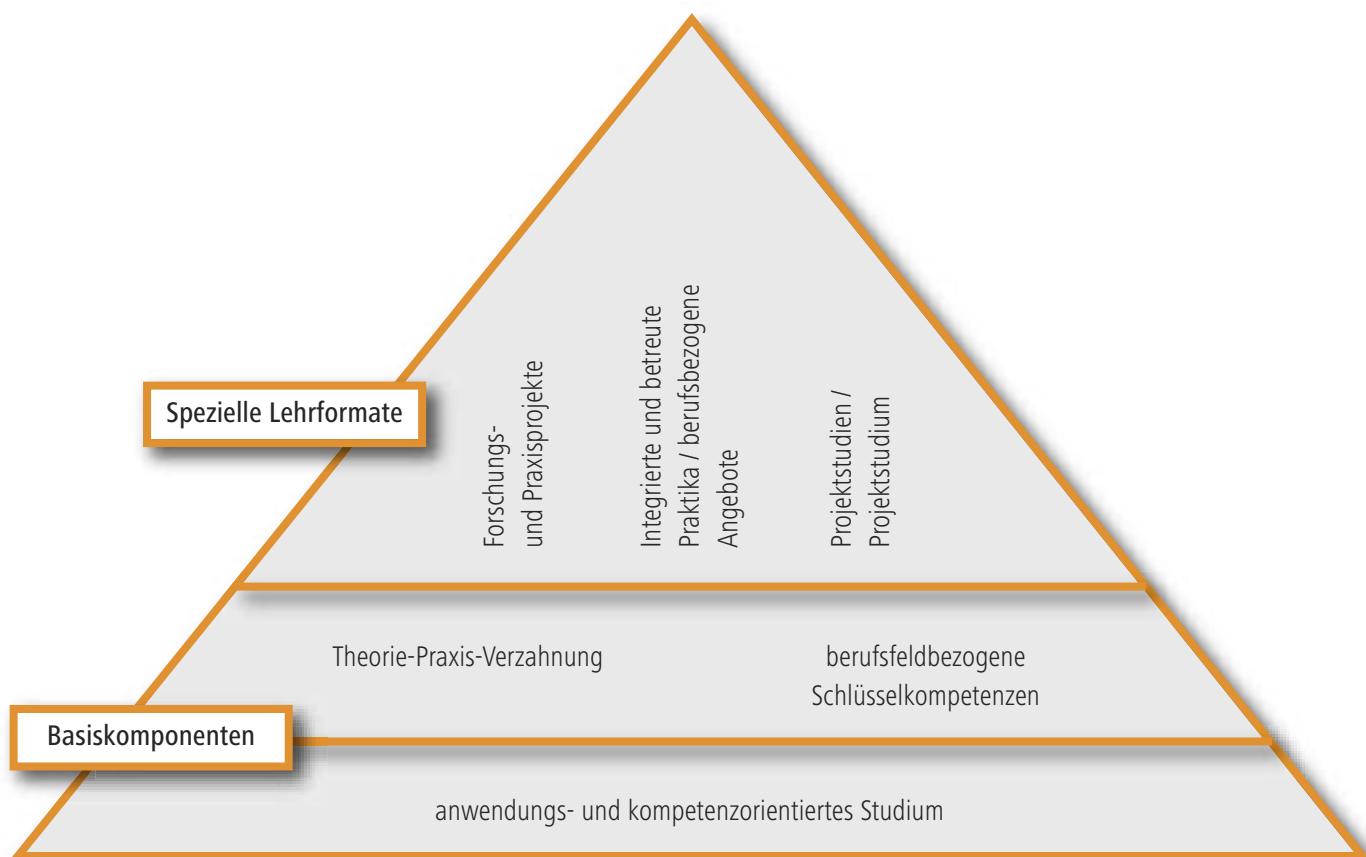 Spezielle Lehrformate
Forschungs-
und Praxisprojekte
Integrierte und betreute
Praktika / berufsbezogene
Angebote
Projektstudien /
Projektstudium
Theorie-Praxis-Verzahnung
berufsfeldbezogene
Schlüsselkompetenzen
Basiskomponenten
anwendungs- und kompetenzorientiertes Studium